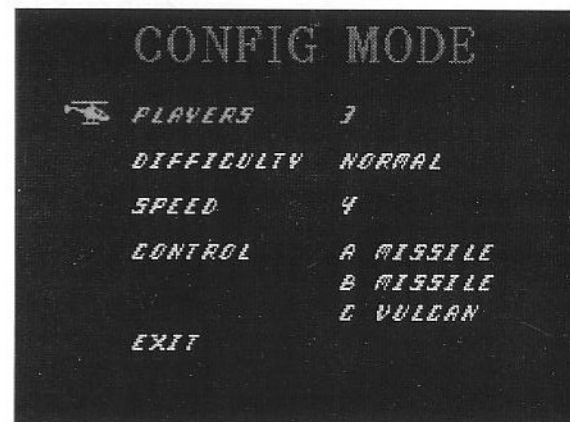 CONFIG MODE
PLAYERS 3
DIFFICULTY NORMAL
SPEED 4
CONTROL A MISSILE
B MISSILE
C VULCAN
EXIT